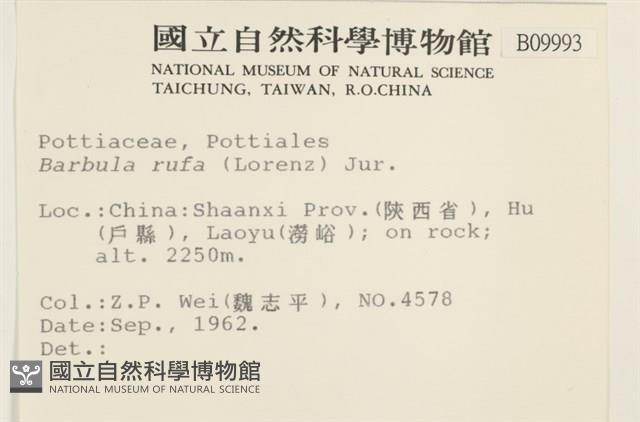 國立自然科學博物館 B09993
NATIONAL MUSEUM OF NATURAL SCIENCE
TAICHUNG, TAIWAN, R.O.CHINA
Pottiaceae, Pottiales
Barbula rufa (Lorenz) Jur.
Loc.:China:Shaanxi Prov.(陝西省), Hu
(戶縣), Laoyu(澇峪); on rock;
alt. 2250m.
Col.:Z.P. Wei(魏志平), NO.4578
Date:Sep., 1962.
Det.:
國立自然科學博物館
NATIONAL MUSEUM OF NATURAL SCIENCE